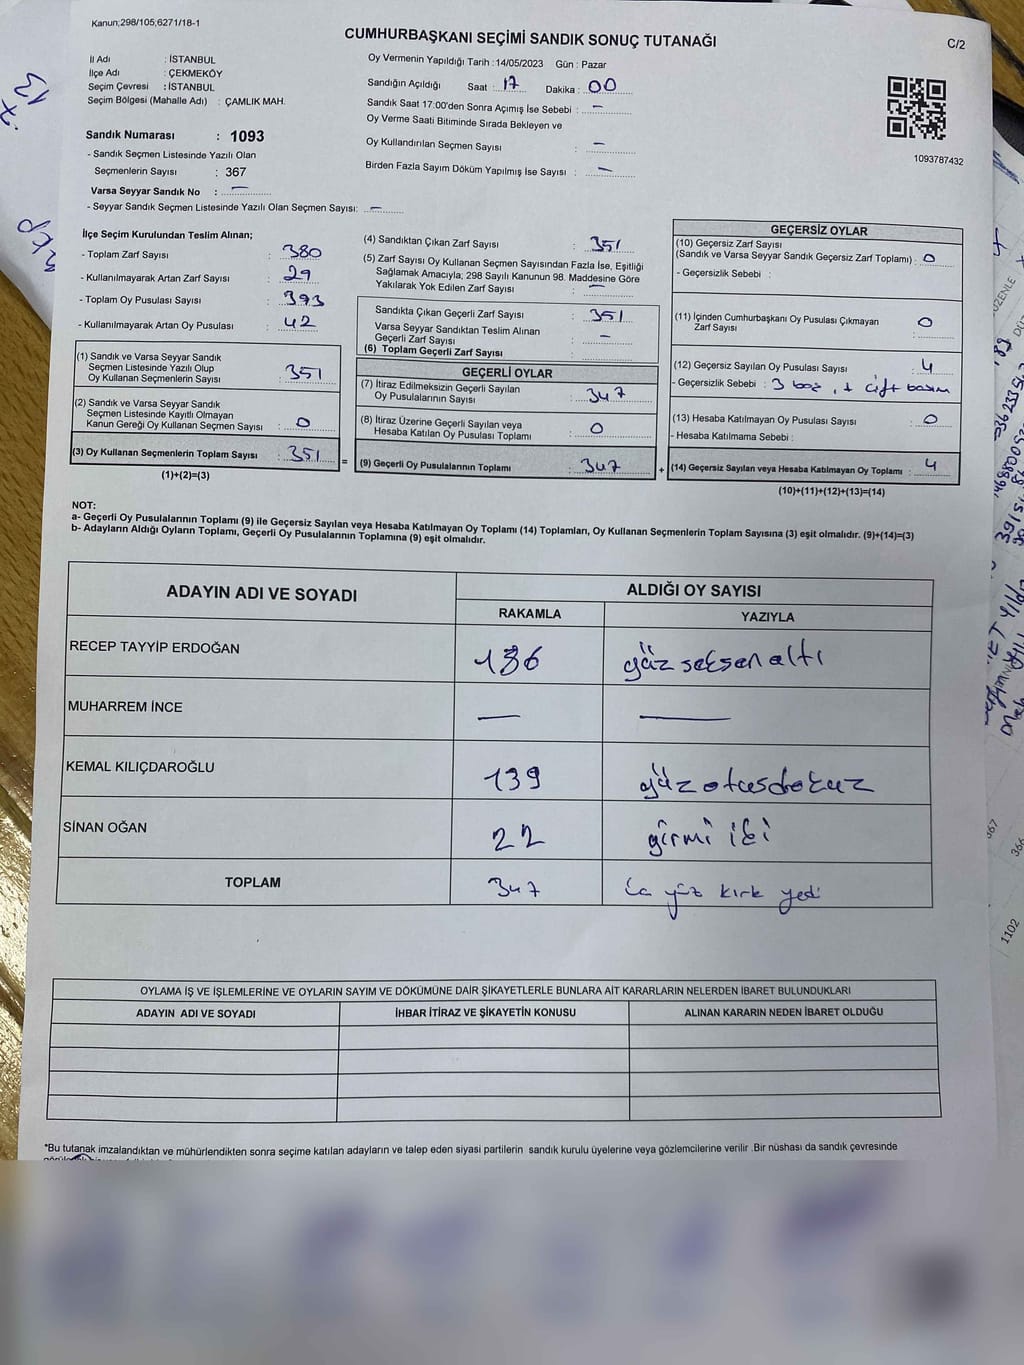 Kanun;298/105;6271/18-1
CUMHURBAŞKANI SEÇİMİ SANDIK SONUÇ TUTANAĞI
C/2
İl Adı : İSTANBUL
İlçe Adı : ÇEKMEKÖY
Seçim Çevresi : İSTANBUL
Seçim Bölgesi (Mahalle Adı) : ÇAMLIK MAH.
Sandık Numarası : 1093
- Sandık Seçmen Listesinde Yazılı Olan
Seçmenlerin Sayısı : 367
Varsa Seyyar Sandık No : —
- Seyyar Sandık Seçmen Listesinde Yazılı Olan Seçmen Sayısı: —
Oy Vermenin Yapıldığı Tarih :14/05/2023 Gün : Pazar
Sandığın Açıldığı Saat : 17 Dakika : 00
Sandık Saat 17:00'den Sonra Açımış İse Sebebi : —
Oy Verme Saati Bitiminde Sırada Bekleyen ve
Oy Kullandırılan Seçmen Sayısı : —
Birden Fazla Sayım Döküm Yapılmış İse Sayısı : —
1093787432
İlçe Seçim Kurulundan Teslim Alınan;
- Toplam Zarf Sayısı : 380
- Kullanılmayarak Artan Zarf Sayısı : 29
- Toplam Oy Pusulası Sayısı : 393
- Kullanılmayarak Artan Oy Pusulası : 42
(1) Sandık ve Varsa Seyyar Sandık
Seçmen Listesinde Yazılı Olup
Oy Kullanan Seçmenlerin Sayısı : 351
(2) Sandık ve Varsa Seyyar Sandık
Seçmen Listesinde Kayıtlı Olmayan
Kanun Gereği Oy Kullanan Seçmen Sayısı : 0
(3) Oy Kullanan Seçmenlerin Toplam Sayısı : 351 =
(1)+(2)=(3)
(4) Sandıktan Çıkan Zarf Sayısı : 351
(5) Zarf Sayısı Oy Kullanan Seçmen Sayısından Fazla İse, Eşitliği
Sağlamak Amacıyla, 298 Sayılı Kanunun 98. Maddesine Göre
Yakılarak Yok Edilen Zarf Sayısı : —
Sandıkta Çıkan Geçerli Zarf Sayısı : 351
Varsa Seyyar Sandıktan Teslim Alınan
Geçerli Zarf Sayısı : —
(6) Toplam Geçerli Zarf Sayısı :
GEÇERLİ OYLAR
(7) İtiraz Edilmeksizin Geçerli Sayılan
Oy Pusulalarının Sayısı : 347
(8) İtiraz Üzerine Geçerli Sayılan veya
Hesaba Katılan Oy Pusulası Toplamı : 0
(9) Geçerli Oy Pusulalarının Toplamı : 347 +
GEÇERSİZ OYLAR
(10) Geçersiz Zarf Sayısı
(Sandık ve Varsa Seyyar Sandık Geçersiz Zarf Toplamı) : 0
- Geçersizlik Sebebi :
(11) İçinden Cumhurbaşkanı Oy Pusulası Çıkmayan
Zarf Sayısı : 0
(12) Geçersiz Sayılan Oy Pusulası Sayısı : 4
- Geçersizlik Sebebi : 3 boş, 1 çift basım
(13) Hesaba Katılmayan Oy Pusulası Sayısı : 0
- Hesaba Katılmama Sebebi :
(14) Geçersiz Sayılan veya Hesaba Katılmayan Oy Toplamı : 4
(10)+(11)+(12)+(13)=(14)
NOT:
a- Geçerli Oy Pusulalarının Toplamı (9) ile Geçersiz Sayılan veya Hesaba Katılmayan Oy Toplamı (14) Toplamları, Oy Kullanan Seçmenlerin Toplam Sayısına (3) eşit olmalıdır. (9)+(14)=(3)
b- Adayların Aldığı Oyların Toplamı, Geçerli Oy Pusulalarının Toplamına (9) eşit olmalıdır.
ADAYIN ADI VE SOYADI ALDIĞI OY SAYISI
RAKAMLA YAZIYLA
RECEP TAYYİP ERDOĞAN 186 yüz seksen altı
MUHARREM İNCE — —
KEMAL KILIÇDAROĞLU 139 yüz otuz dokuz
SİNAN OĞAN 22 yirmi iki
TOPLAM 347 üç yüz kırk yedi
OYLAMA İŞ VE İŞLEMLERİNE VE OYLARIN SAYIM VE DÖKÜMÜNE DAİR ŞİKAYETLERLE BUNLARA AİT KARARLARIN NELERDEN İBARET BULUNDUKLARI
ADAYIN ADI VE SOYADI İHBAR İTİRAZ VE ŞİKAYETİN KONUSU ALINAN KARARIN NEDEN İBARET OLDUĞU
*Bu tutanak imzalandıktan ve mühürlendikten sonra seçime katılan adayların ve talep eden siyasi partilerin sandık kurulu üyelerine veya gözlemcilerine verilir .Bir nüshası da sandık çevresinde
367
366
1102